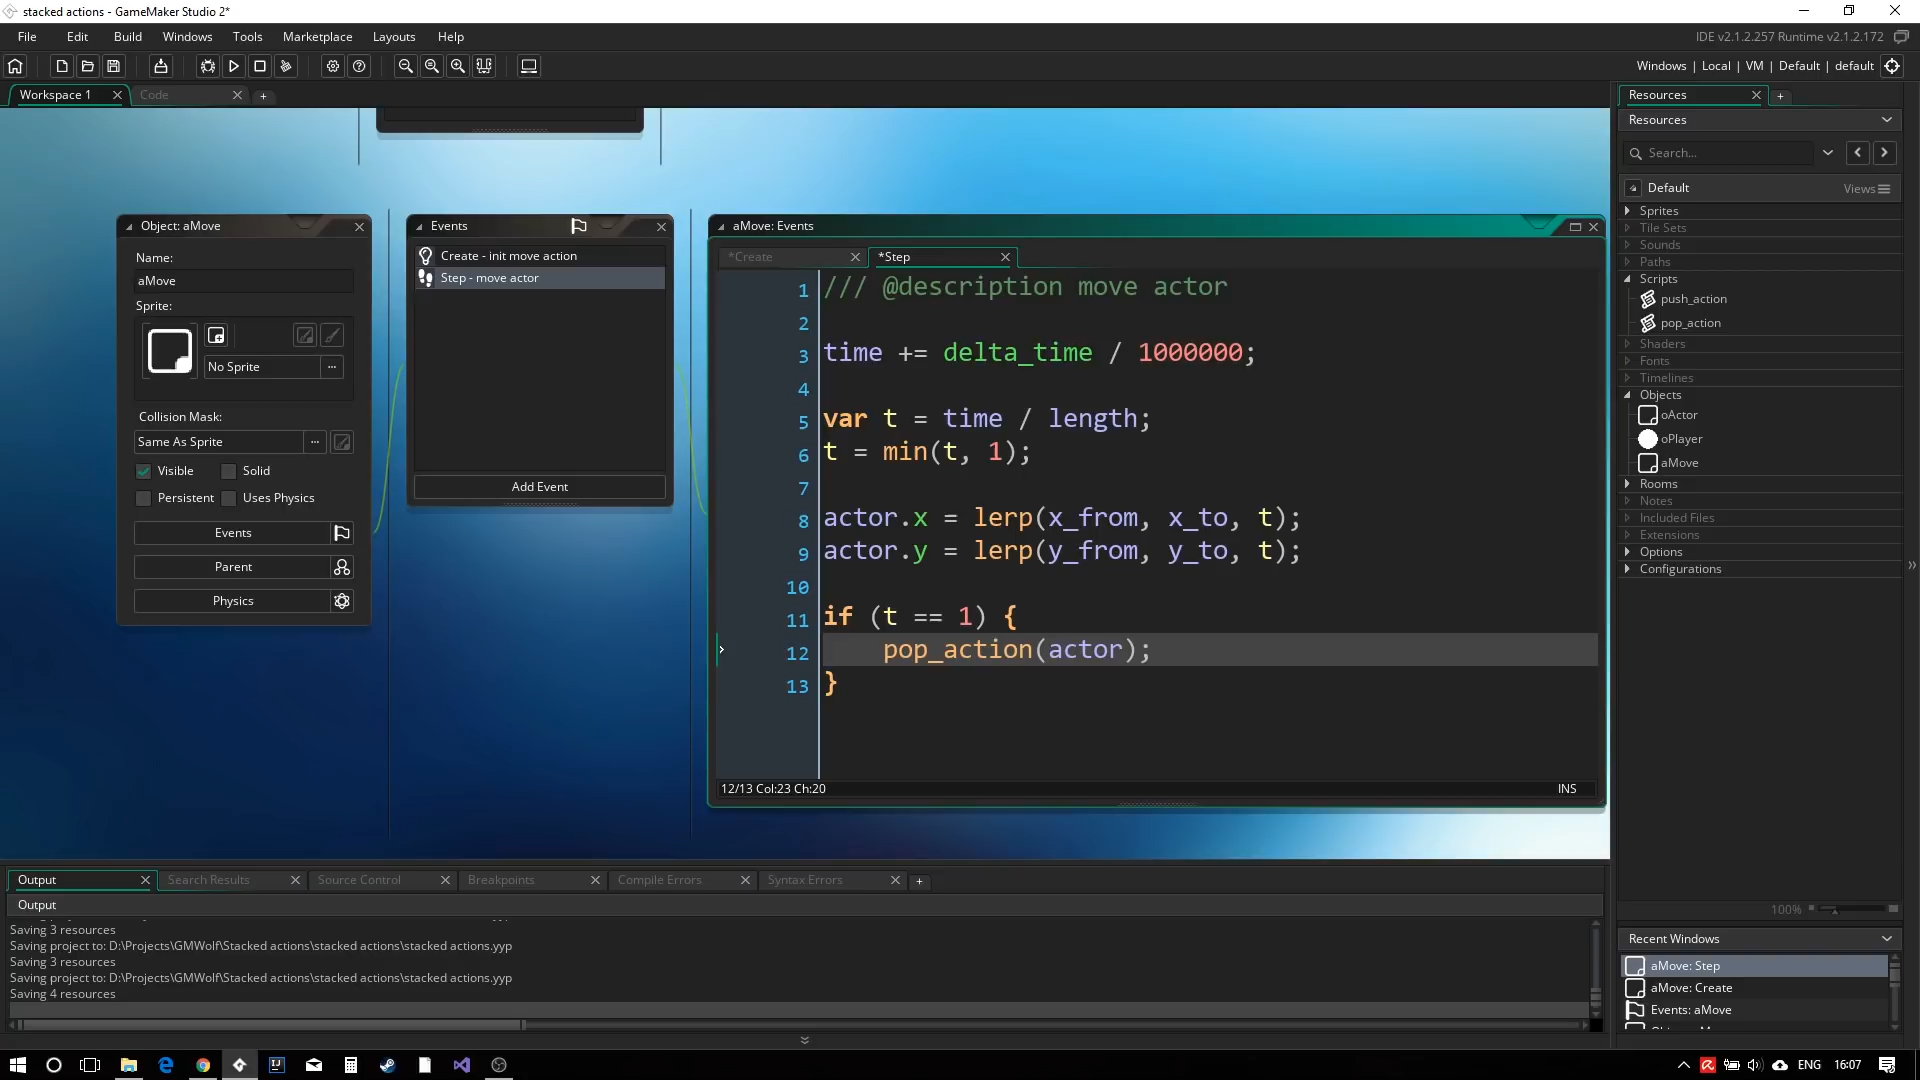 stacked actions - GameMaker Studio 2*
File Edit Build Windows Tools Marketplace Layouts Help
IDE v2.1.2.257 Runtime v2.1.2.172
Windows | Local | VM | Default | default
Workspace 1
Code
Object: aMove
Name:
aMove
Sprite:
No Sprite
...
Collision Mask:
Same As Sprite
...
Visible
Solid
Persistent
Uses Physics
Events
Parent
Physics
Events
Create - init move action
Step - move actor
Add Event
aMove: Events
*Create
*Step
1 /// @description move actor
2
3 time += delta_time / 1000000;
4
5 var t = time / length;
6 t = min(t, 1);
7
8 actor.x = lerp(x_from, x_to, t);
9 actor.y = lerp(y_from, y_to, t);
10
11 if (t == 1) {
12 pop_action(actor);
13 }
12/13 Col:23 Ch:20
INS
Resources
Resources
Search...
Default
Views
Sprites
Tile Sets
Sounds
Paths
Scripts
push_action
pop_action
Shaders
Fonts
Timelines
Objects
oActor
oPlayer
aMove
Rooms
Notes
Included Files
Extensions
Options
Configurations
100%
Recent Windows
aMove: Step
aMove: Create
Events: aMove
Output
Search Results
Source Control
Breakpoints
Compile Errors
Syntax Errors
Output
Saving 3 resources
Saving project to: D:\Projects\GMWolf\Stacked actions\stacked actions\stacked actions.yyp
Saving 3 resources
Saving project to: D:\Projects\GMWolf\Stacked actions\stacked actions\stacked actions.yyp
Saving 4 resources
ENG 16:07